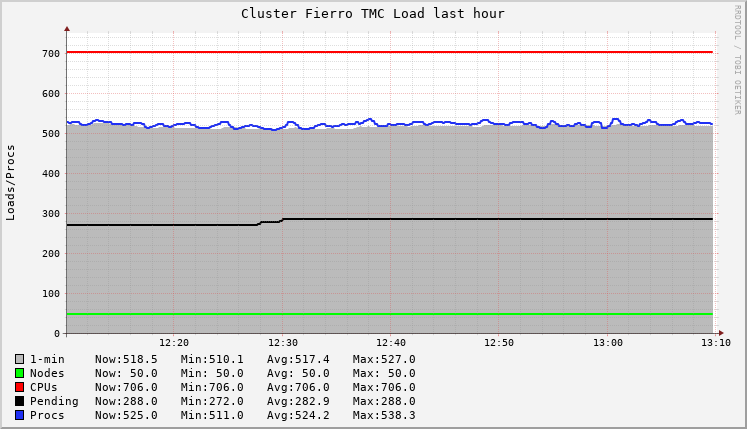 Cluster Fierro TMC Load last hour
RRDTOOL / TOBI OETIKER
Loads/Procs
700
600
500
400
300
200
100
0
12:20 12:30 12:40 12:50 13:00 13:10
1-min Now:518.5 Min:510.1 Avg:517.4 Max:527.0
Nodes Now: 50.0 Min: 50.0 Avg: 50.0 Max: 50.0
CPUs Now:706.0 Min:706.0 Avg:706.0 Max:706.0
Pending Now:288.0 Min:272.0 Avg:282.9 Max:288.0
Procs Now:525.0 Min:511.0 Avg:524.2 Max:538.3